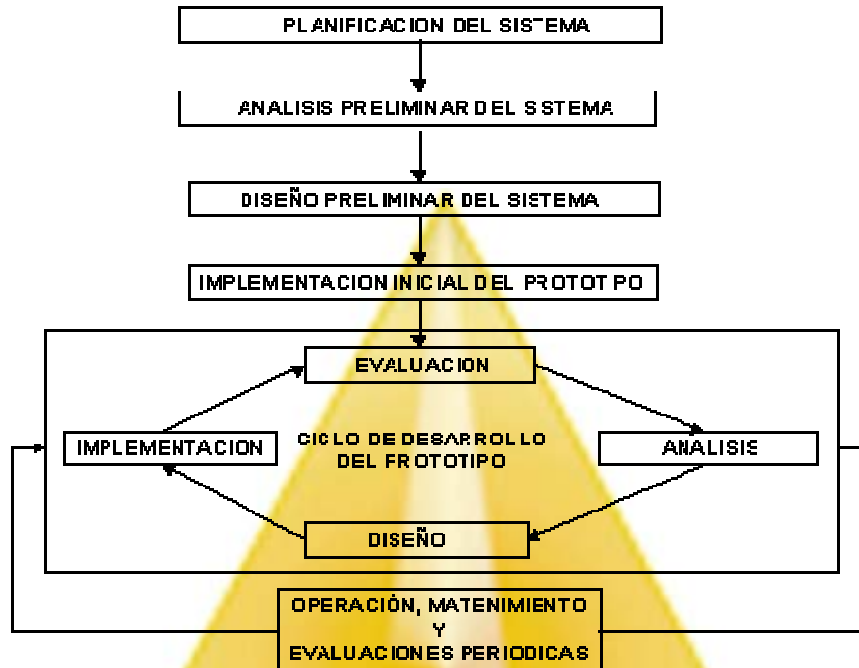 PLANIFICACION DEL SISTEMA
ANALISIS PRELIMINAR DEL SISTEMA
DISEÑO PRELIMINAR DEL SISTEMA
IMPLEMENTACION INICIAL DEL PROTOTIPO
EVALUACION
IMPLEMENTACION
CICLO DE DESARROLLO
DEL PROTOTIPO
ANALISIS
DISEÑO
OPERACIÓN, MATENIMIENTO
Y
EVALUACIONES PERIODICAS